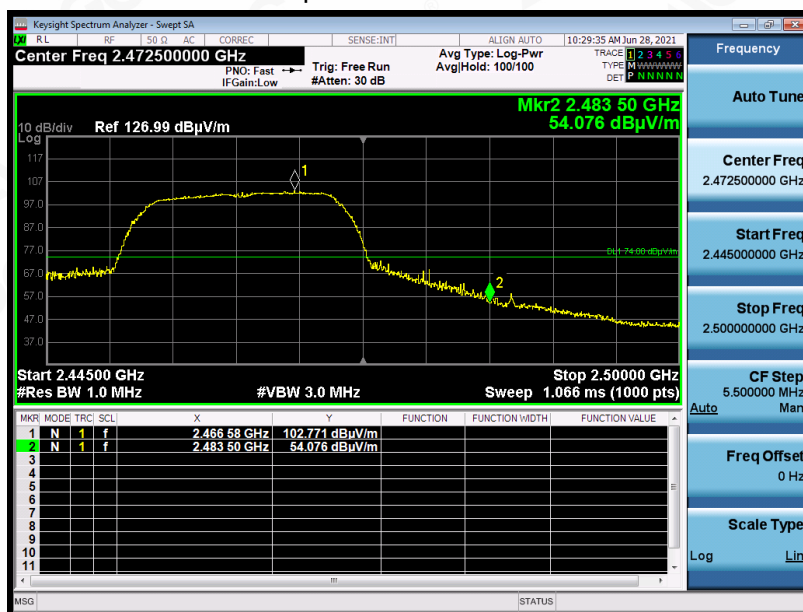 Keysight Spectrum Analyzer - Swept SA
LXI RL RF 50 Ω AC CORREC SENSE:INT ALIGN AUTO 10:29:35 AM Jun 28, 2021
Center Freq 2.472500000 GHz
PNO: Fast
IFGain:Low
Trig: Free Run
#Atten: 30 dB
Avg Type: Log-Pwr
Avg|Hold: 100/100
TRACE 1 2 3 4 5 6
TYPE M WWWWW
DET P N N N N N
Mkr2 2.483 50 GHz
54.076 dBµV/m
10 dB/div Ref 126.99 dBµV/m
Log
117
107
97.0
87.0
77.0
67.0
57.0
47.0
37.0
1
DL1 74.00 dBµV/m
2
Start 2.44500 GHz Stop 2.50000 GHz
#Res BW 1.0 MHz #VBW 3.0 MHz Sweep 1.066 ms (1000 pts)
MKR MODE TRC SCL X Y FUNCTION FUNCTION WIDTH FUNCTION VALUE
1 N 1 f 2.466 58 GHz 102.771 dBµV/m
2 N 1 f 2.483 50 GHz 54.076 dBµV/m
3
4
5
6
7
8
9
10
11
MSG STATUS
Frequency
Auto Tune
Center Freq
2.472500000 GHz
Start Freq
2.445000000 GHz
Stop Freq
2.500000000 GHz
CF Step
5.500000 MHz
Auto Man
Freq Offset
0 Hz
Scale Type
Log Lin